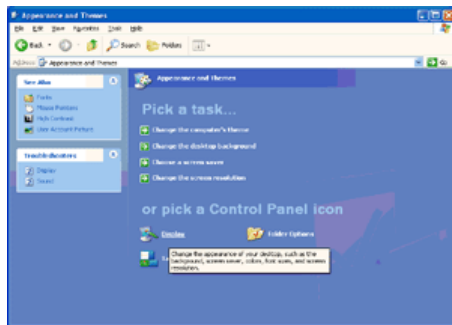 Appearance and Themes
File Edit View Favorites Tools Help
Back Search Folders
Address Appearance and Themes Go
See Also
Fonts
Mouse Pointers
High Contrast
User Account Picture
Troubleshooters
Display
Sound
Appearance and Themes
Pick a task...
Change the computer's theme
Change the desktop background
Choose a screen saver
Change the screen resolution
or pick a Control Panel icon
Display Folder Options
Change the appearance of your desktop, such as the
background, screen saver, colors, font sizes, and screen
resolution.